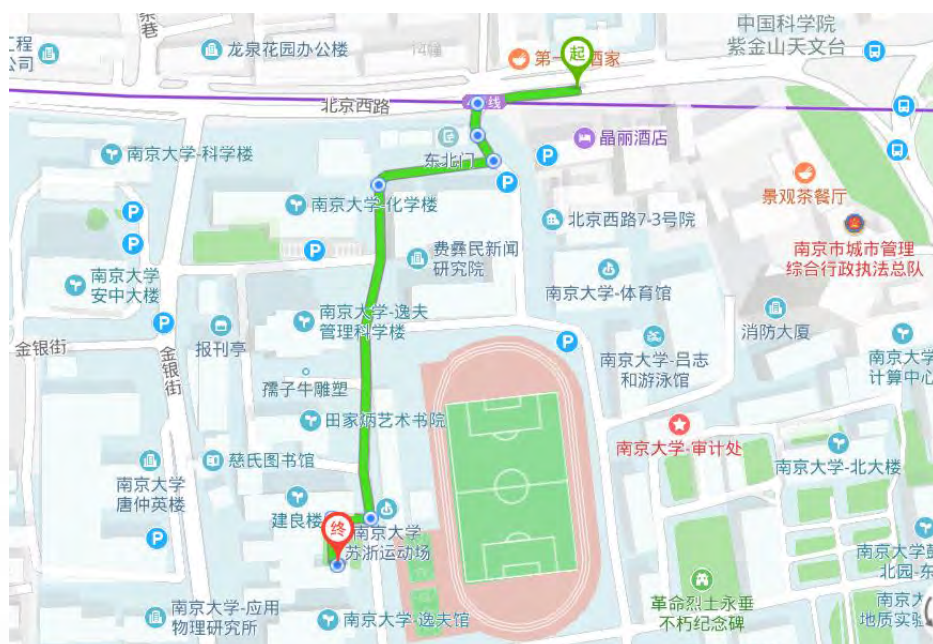 中国科学院
紫金山天文台
龙泉花园办公楼
14幢
工程
公司
第一
酒家
起
北京西路
线
东北门
晶丽酒店
南京大学-科学楼
P
P
景观茶餐厅
南京大学-化学楼
北京西路7-3号院
P
P
P
南京市城市管理
综合行政执法总队
费彝民新闻
研究院
南京大学
安中大楼
南京大学-体育馆
南京大学-逸夫
管理科学楼
P
报刊亭
P
消防大厦
金银街
金银街
南京大学-吕志
和游泳馆
南京大学
计算中心
孺子牛雕塑
田家炳艺术书院
南京大学-审计处
慈氏图书馆
南京大学-北大楼
南京大学
唐仲英楼
建良楼
终
南京大学
苏浙运动场
P
南京大学
北园-东
革命烈士永垂
不朽纪念碑
南京大学-应用
物理研究所
南京大学-逸夫馆
南京大
地质实验